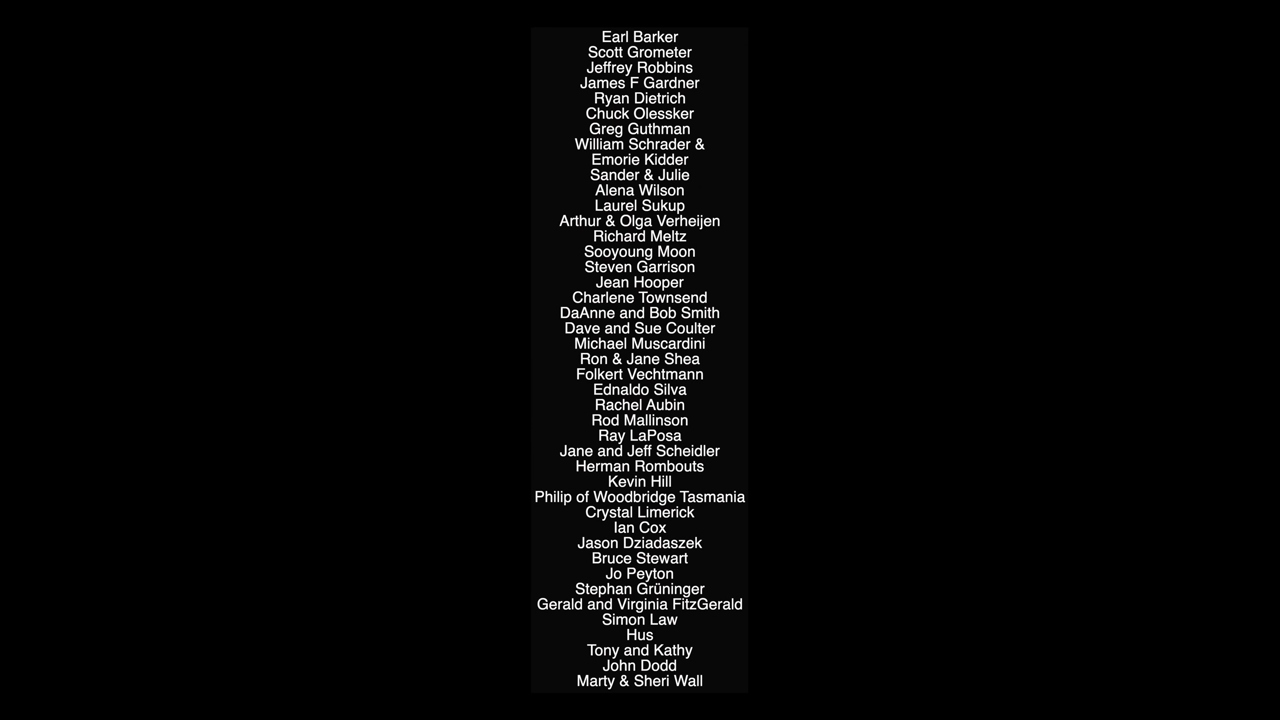 Earl Barker
Scott Grometer
Jeffrey Robbins
James F Gardner
Ryan Dietrich
Chuck Olessker
Greg Guthman
William Schrader &
Emorie Kidder
Sander & Julie
Alena Wilson
Laurel Sukup
Arthur & Olga Verheijen
Richard Meltz
Sooyoung Moon
Steven Garrison
Jean Hooper
Charlene Townsend
DaAnne and Bob Smith
Dave and Sue Coulter
Michael Muscardini
Ron & Jane Shea
Folkert Vechtmann
Ednaldo Silva
Rachel Aubin
Rod Mallinson
Ray LaPosa
Jane and Jeff Scheidler
Herman Rombouts
Kevin Hill
Philip of Woodbridge Tasmania
Crystal Limerick
Ian Cox
Jason Dziadaszek
Bruce Stewart
Jo Peyton
Stephan Grüninger
Gerald and Virginia FitzGerald
Simon Law
Hus
Tony and Kathy
John Dodd
Marty & Sheri Wall